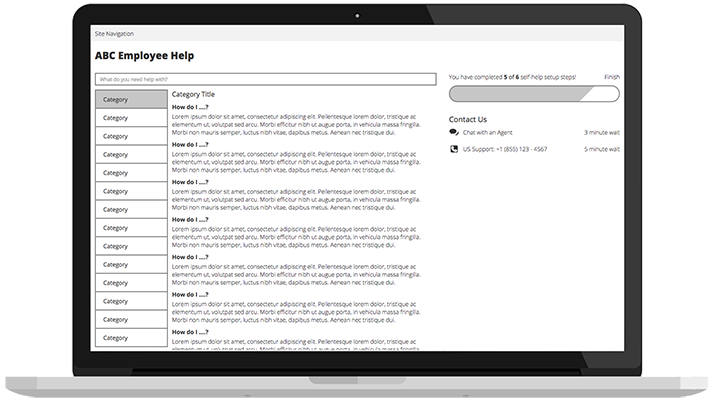 Site Navigation
ABC Employee Help
What do you need help with?
Category
Category
Category
Category
Category
Category
Category
Category
Category
Category
Category
Category
Category
Category
Category Title
How do I ....?
Lorem ipsum dolor sit amet, consectetur adipiscing elit. Pellentesque lorem dolor, tristique ac
elementum ut, volutpat sed arcu. Morbi efficitur nibh ut augue porta, in vehicula massa fringilla.
Morbi non mauris semper, luctus nibh vitae, dapibus metus. Aenean nec tristique dui.
How do I ....?
Lorem ipsum dolor sit amet, consectetur adipiscing elit. Pellentesque lorem dolor, tristique ac
elementum ut, volutpat sed arcu. Morbi efficitur nibh ut augue porta, in vehicula massa fringilla.
Morbi non mauris semper, luctus nibh vitae, dapibus metus. Aenean nec tristique dui.
How do I ....?
Lorem ipsum dolor sit amet, consectetur adipiscing elit. Pellentesque lorem dolor, tristique ac
elementum ut, volutpat sed arcu. Morbi efficitur nibh ut augue porta, in vehicula massa fringilla.
Morbi non mauris semper, luctus nibh vitae, dapibus metus. Aenean nec tristique dui.
How do I ....?
Lorem ipsum dolor sit amet, consectetur adipiscing elit. Pellentesque lorem dolor, tristique ac
elementum ut, volutpat sed arcu. Morbi efficitur nibh ut augue porta, in vehicula massa fringilla.
Morbi non mauris semper, luctus nibh vitae, dapibus metus. Aenean nec tristique dui.
How do I ....?
Lorem ipsum dolor sit amet, consectetur adipiscing elit. Pellentesque lorem dolor, tristique ac
elementum ut, volutpat sed arcu. Morbi efficitur nibh ut augue porta, in vehicula massa fringilla.
Morbi non mauris semper, luctus nibh vitae, dapibus metus. Aenean nec tristique dui.
How do I ....?
Lorem ipsum dolor sit amet, consectetur adipiscing elit. Pellentesque lorem dolor, tristique ac
elementum ut, volutpat sed arcu. Morbi efficitur nibh ut augue porta, in vehicula massa fringilla.
Morbi non mauris semper, luctus nibh vitae, dapibus metus. Aenean nec tristique dui.
How do I ....?
Lorem ipsum dolor sit amet, consectetur adipiscing elit. Pellentesque lorem dolor, tristique ac
elementum ut, volutpat sed arcu. Morbi efficitur nibh ut augue porta, in vehicula massa fringilla.
You have completed 5 of 6 self-help setup steps! Finish
Contact Us
Chat with an Agent 3 minute wait
US Support: +1 (855) 123 - 4567 5 minute wait